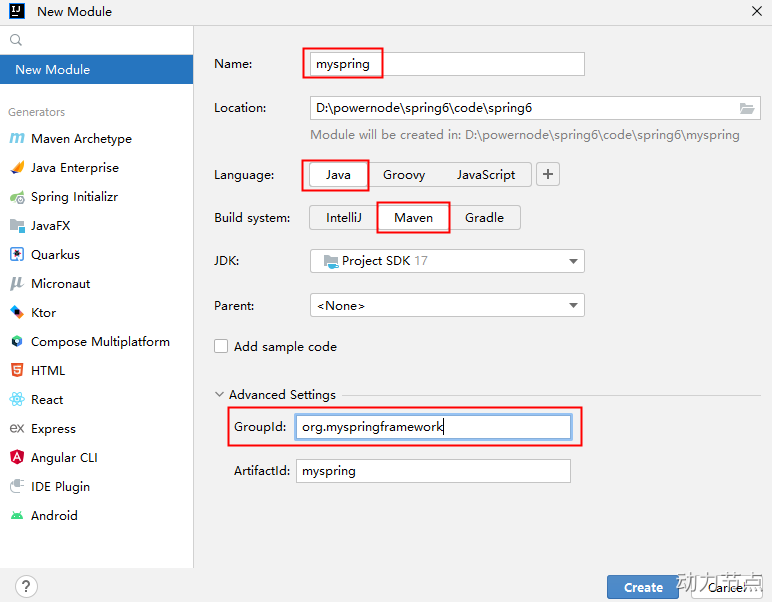 New Module
New Module
Generators
Maven Archetype
Java Enterprise
Spring Initializr
JavaFX
Quarkus
Micronaut
Ktor
Compose Multiplatform
HTML
React
Express
Angular CLI
IDE Plugin
Android
Name: myspring
Location: D:\powernode\spring6\code\spring6
Module will be created in: D:\powernode\spring6\code\spring6\myspring
Language: Java Groovy JavaScript +
Build system: IntelliJ Maven Gradle
JDK: Project SDK 17
Parent: <None>
Add sample code
Advanced Settings
GroupId: org.myspringframework
ArtifactId: myspring
? Create Cancel
动力节点